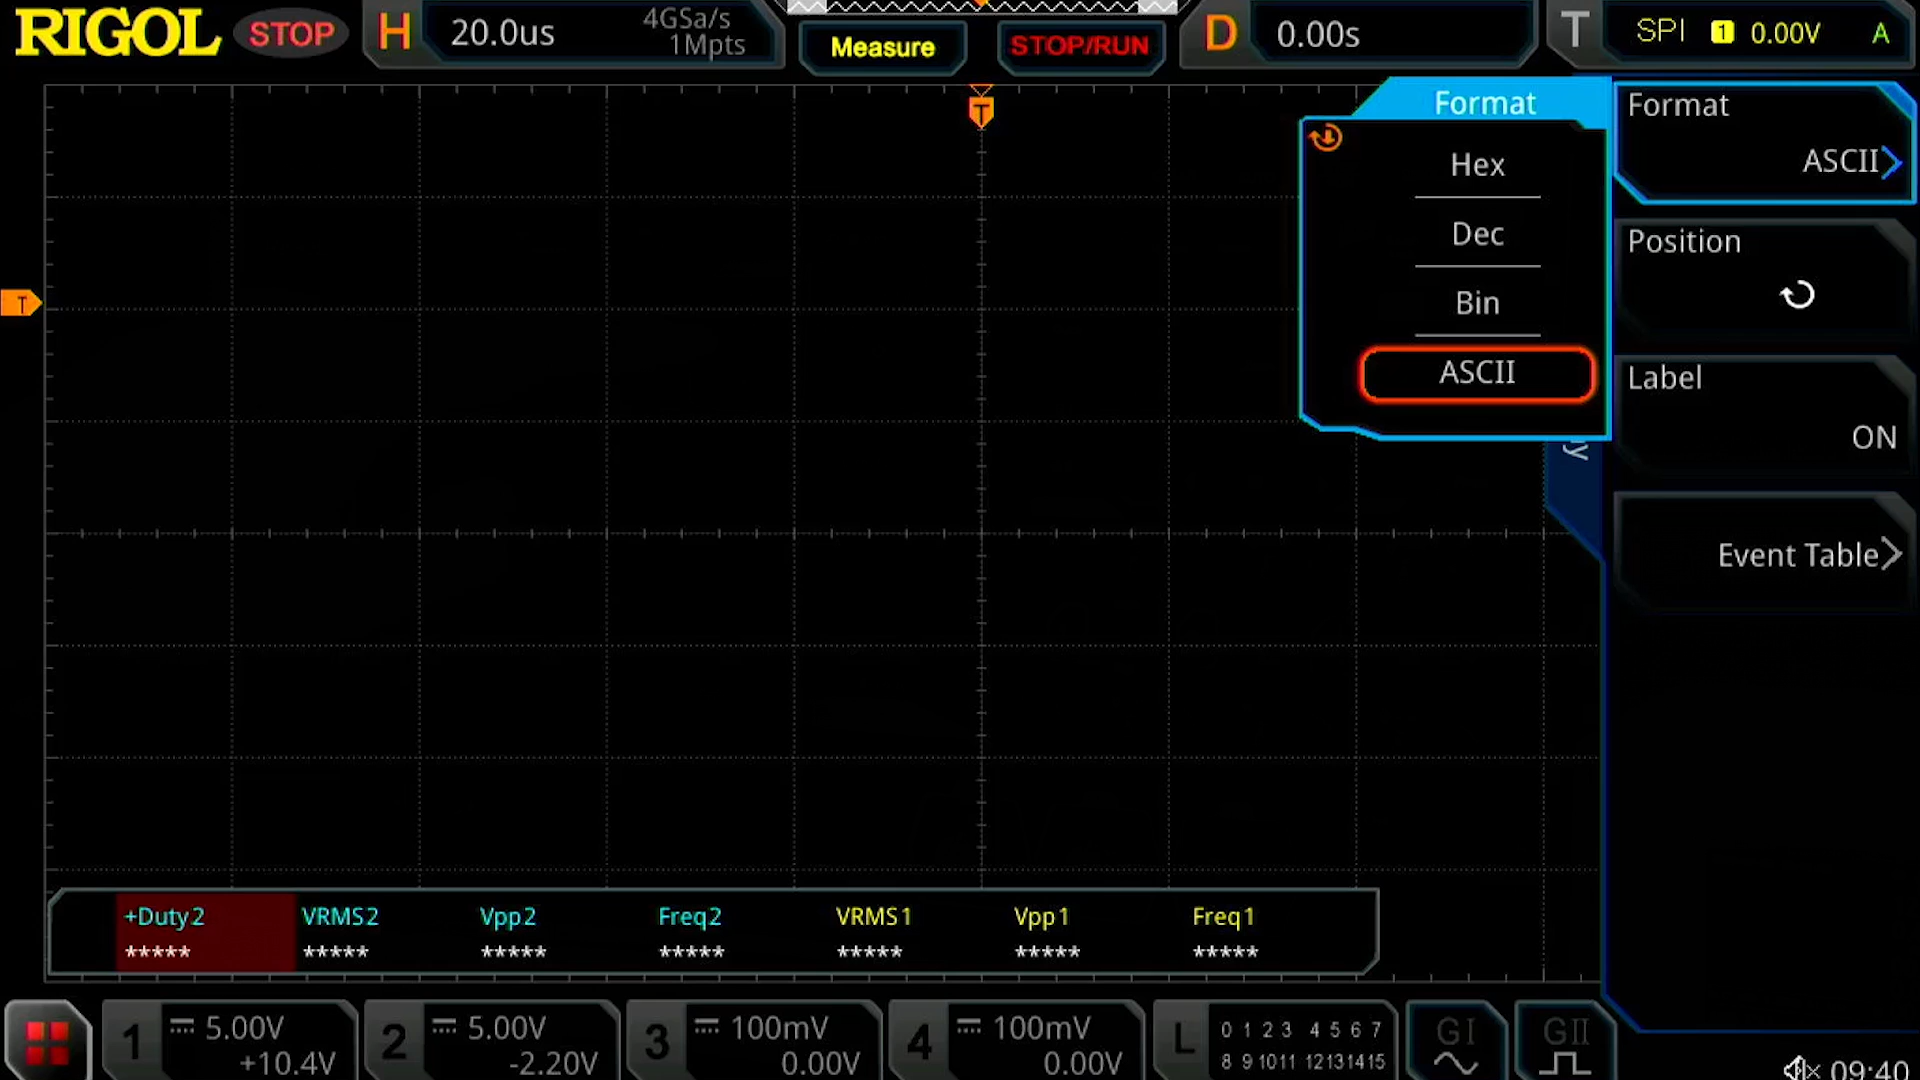 RIGOL STOP H 20.0us 4GSa/s 1Mpts Measure STOP/RUN D 0.00s T SPI 1 0.00V A
T
T
Format
Hex
Dec
Bin
ASCII
Format
ASCII
Position
Label
ON
Event Table
y
+Duty2 VRMS2 Vpp2 Freq2 VRMS1 Vpp1 Freq1
***** ***** ***** ***** ***** ***** *****
1 5.00V +10.4V
2 5.00V -2.20V
3 100mV 0.00V
4 100mV 0.00V
L 0 1 2 3 4 5 6 7
8 9 10 11 12 13 14 15
GI GII
09:40